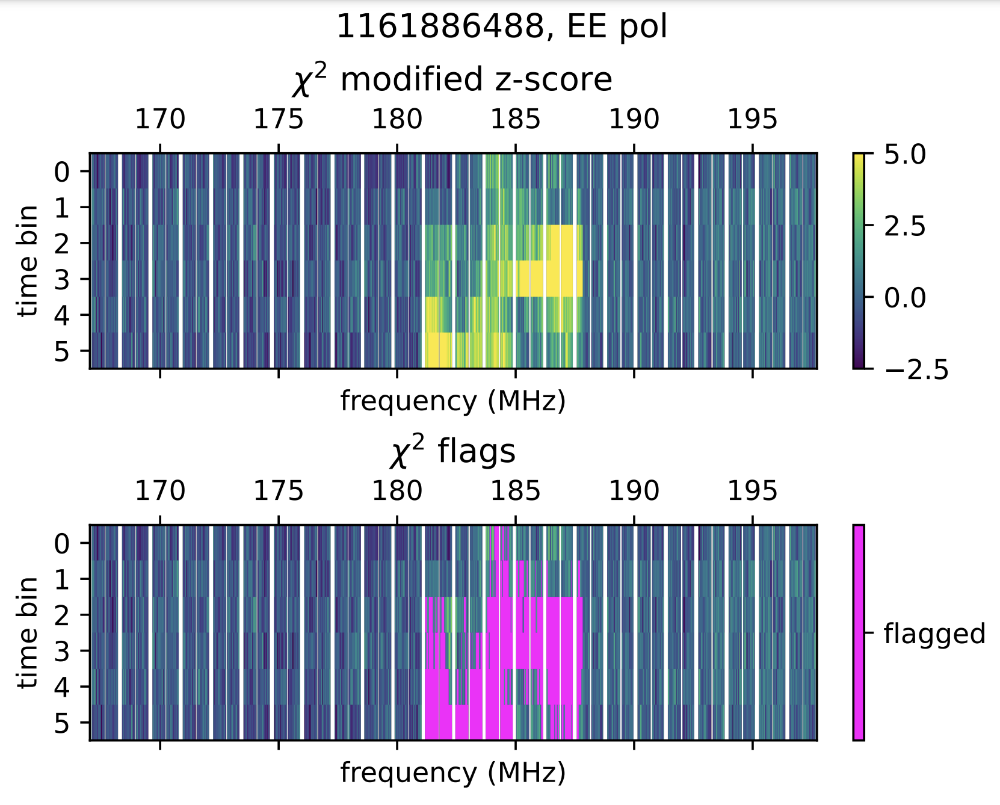 1161886488, EE pol
χ² modified z-score
170 175 180 185 190 195
0
1
2
3
4
5
time bin
frequency (MHz)
5.0
2.5
0.0
−2.5
χ² flags
170 175 180 185 190 195
0
1
2
3
4
5
time bin
frequency (MHz)
flagged